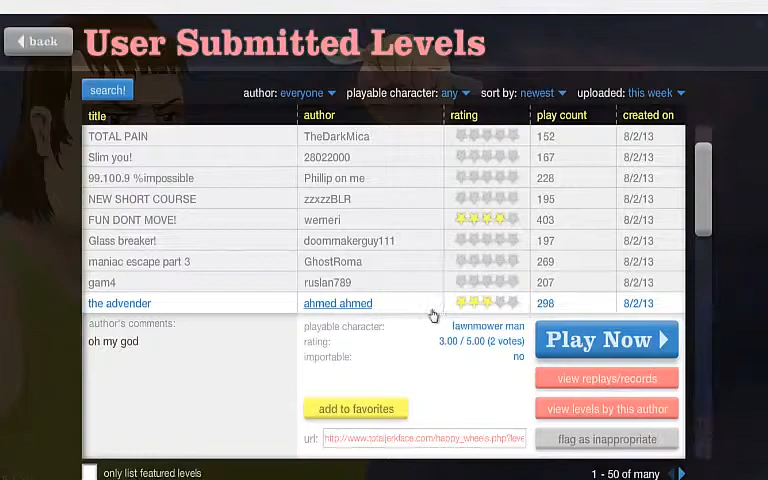 back
User Submitted Levels
search!
author: everyone playable character: any sort by: newest uploaded: this week
title author rating play count created on
TOTAL PAIN TheDarkMica 152 8/2/13
Slim you! 28022000 167 8/2/13
99.100.9 %impossible Phillip on me 228 8/2/13
NEW SHORT COURSE zzxzzBLR 195 8/2/13
FUN DONT MOVE! werneri 403 8/2/13
Glass breaker! doommakerguy111 197 8/2/13
maniac escape part 3 GhostRoma 269 8/2/13
gam4 ruslan789 207 8/2/13
the advender ahmed ahmed 298 8/2/13
author's comments:
oh my god
playable character: lawnmower man
rating: 3.00 / 5.00 (2 votes)
importable: no
Play Now
view replays/records
add to favorites
view levels by this author
url: http://www.totaljerkface.com/happy_wheels.php?leve
flag as inappropriate
only list featured levels
1 - 50 of many